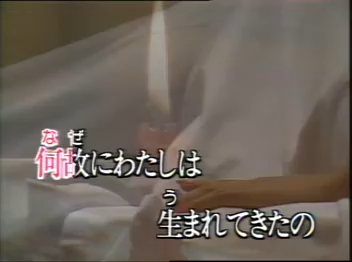 なぜ
何故にわたしは
う
生まれてきたの